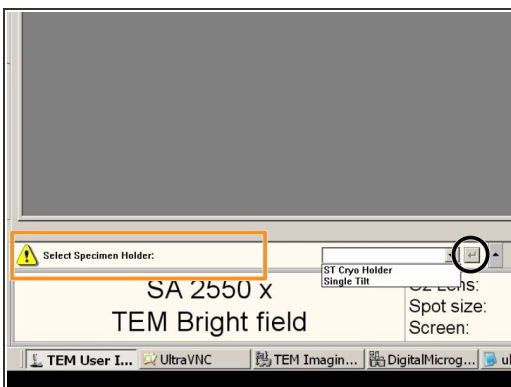 Select Specimen Holder:
ST Cryo Holder
Single Tilt
SA 2550 x
TEM Bright field
Spot size:
Screen:
TEM User I...
UltraVNC
TEM Imagin...
DigitalMicrog...